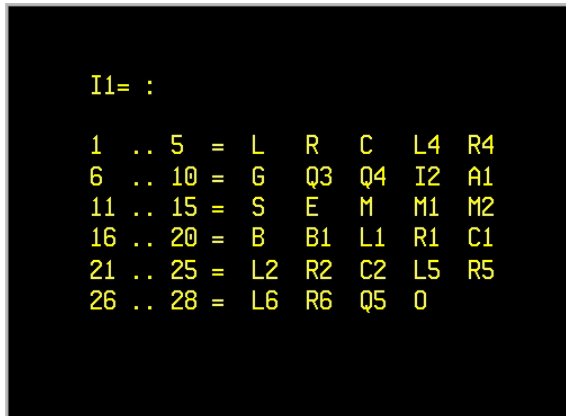 I1= :
1 .. 5 = L R C L4 R4
6 .. 10 = G Q3 Q4 I2 A1
11 .. 15 = S E M M1 M2
16 .. 20 = B B1 L1 R1 C1
21 .. 25 = L2 R2 C2 L5 R5
26 .. 28 = L6 R6 Q5 O